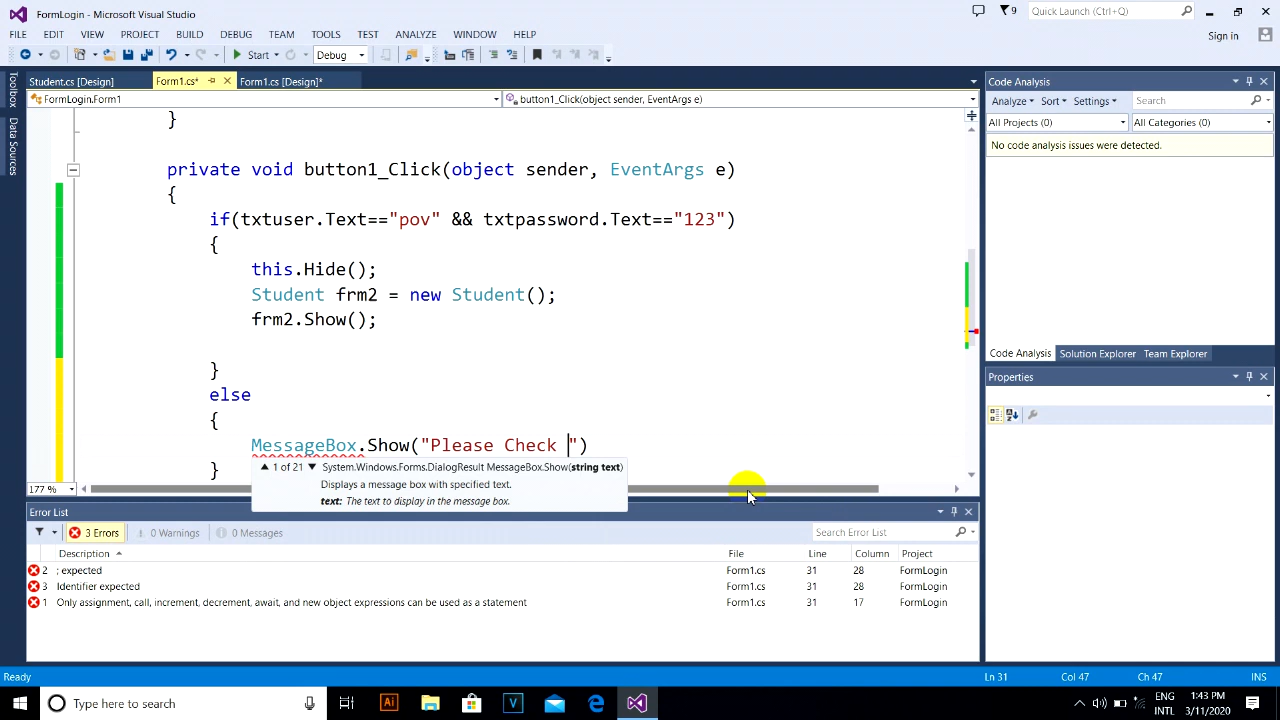 FormLogin - Microsoft Visual Studio
9
Quick Launch (Ctrl+Q)
FILE EDIT VIEW PROJECT BUILD DEBUG TEAM TOOLS TEST ANALYZE WINDOW HELP
Sign in
Start
Debug
Toolbox
Data Sources
Student.cs [Design]
Form1.cs*
Form1.cs [Design]*
FormLogin.Form1
button1_Click(object sender, EventArgs e)
}
private void button1_Click(object sender, EventArgs e)
{
if(txtuser.Text=="pov" && txtpassword.Text=="123")
{
this.Hide();
Student frm2 = new Student();
frm2.Show();
}
else
{
MessageBox.Show("Please Check ")
}
1 of 21 System.Windows.Forms.DialogResult MessageBox.Show(string text)
Displays a message box with specified text.
text: The text to display in the message box.
177 %
Code Analysis
Analyze Sort Settings Search
All Projects (0) All Categories (0)
No code analysis issues were detected.
Code Analysis Solution Explorer Team Explorer
Properties
Error List
3 Errors 0 Warnings 0 Messages
Search Error List
Description File Line Column Project
2 ; expected Form1.cs 31 28 FormLogin
3 Identifier expected Form1.cs 31 28 FormLogin
1 Only assignment, call, increment, decrement, await, and new object expressions can be used as a statement Form1.cs 31 17 FormLogin
Ready
Ln 31 Col 47 Ch 47 INS
Type here to search
Ai
V
ENG
INTL
1:43 PM
3/11/2020